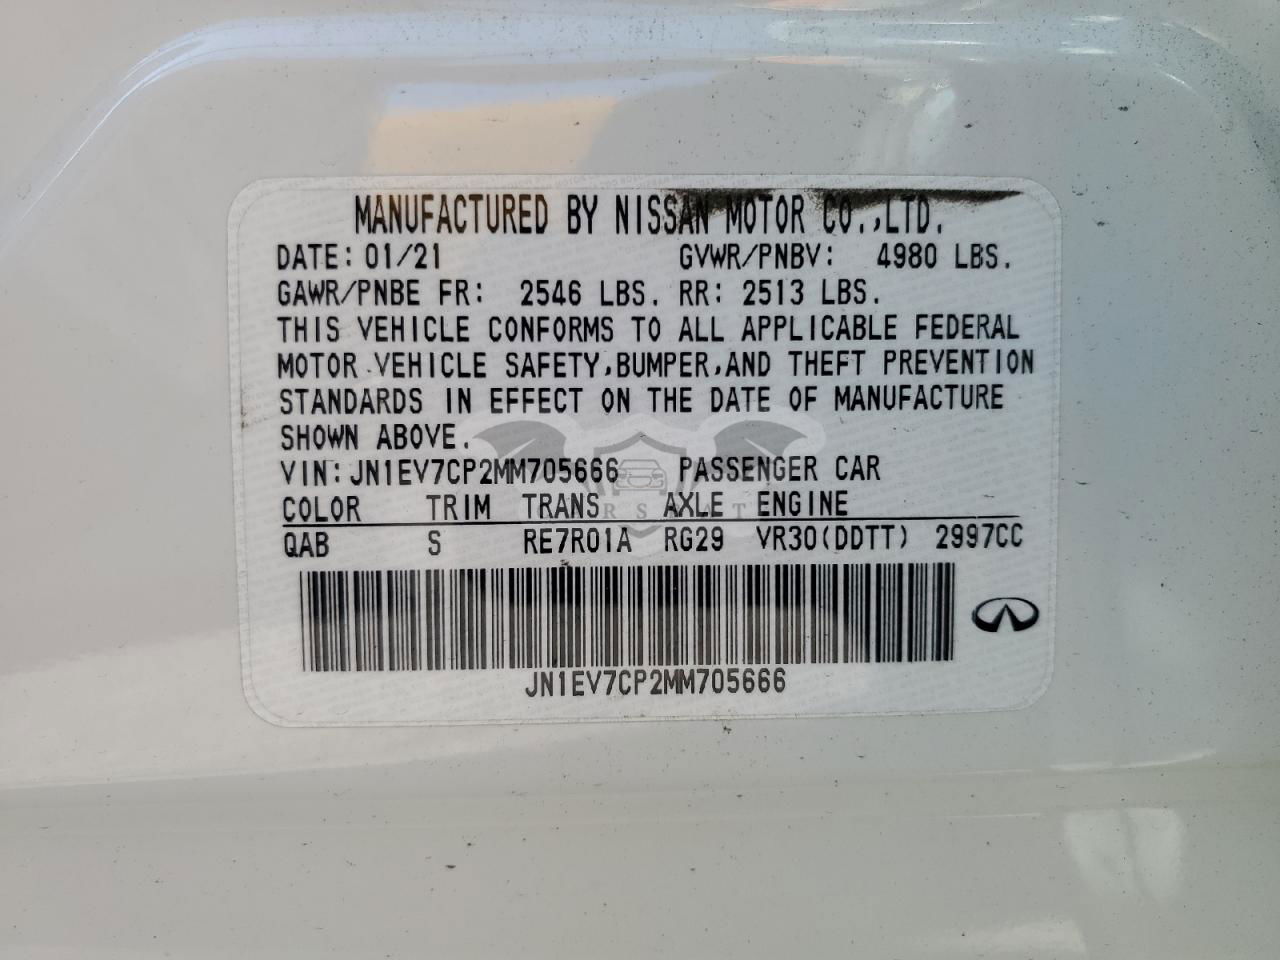 MANUFACTURED BY NISSAN MOTOR CO.,LTD.
DATE: 01/21 GVWR/PNBV: 4980 LBS.
GAWR/PNBE FR: 2546 LBS. RR: 2513 LBS.
THIS VEHICLE CONFORMS TO ALL APPLICABLE FEDERAL
MOTOR VEHICLE SAFETY,BUMPER,AND THEFT PREVENTION
STANDARDS IN EFFECT ON THE DATE OF MANUFACTURE
SHOWN ABOVE.
VIN:JN1EV7CP2MM705666 PASSENGER CAR
COLOR TRIM TRANS AXLE ENGINE
QAB S RE7R01A RG29 VR30(DDTT) 2997CC
JN1EV7CP2MM705666